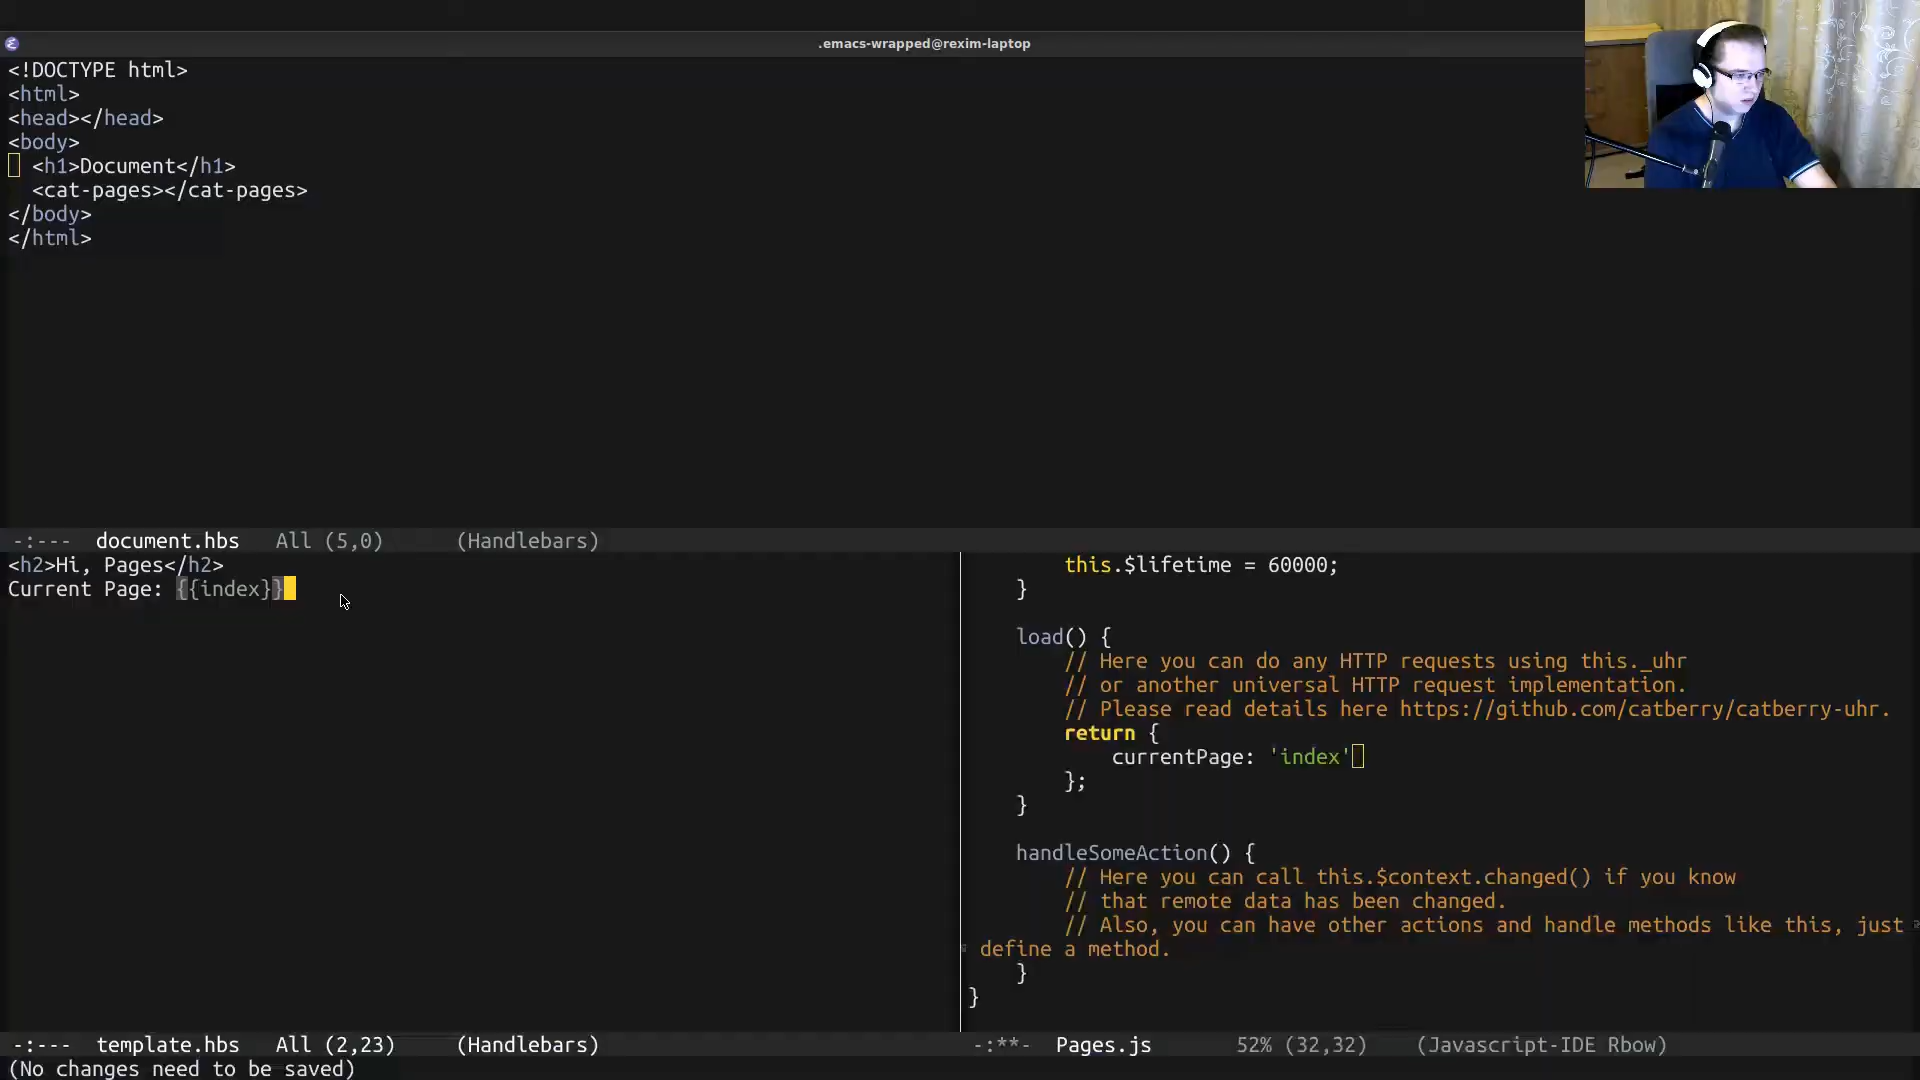 .emacs-wrapped@rexim-laptop
<!DOCTYPE html>
<html>
<head></head>
<body>
  <h1>Document</h1>
  <cat-pages></cat-pages>
</body>
</html>
-:---  document.hbs   All (5,0)      (Handlebars)
<h2>Hi, Pages</h2>
Current Page: {{index}}
this.$lifetime = 60000;
}
load() {
// Here you can do any HTTP requests using this._uhr
// or another universal HTTP request implementation.
// Please read details here https://github.com/catberry/catberry-uhr.
return {
currentPage: 'index'
};
}
handleSomeAction() {
// Here you can call this.$context.changed() if you know
// that remote data has been changed.
// Also, you can have other actions and handle methods like this, just
define a method.
}
}
-:---  template.hbs   All (2,23)     (Handlebars)
-:**-  Pages.js       52% (32,32)    (Javascript-IDE Rbow)
(No changes need to be saved)